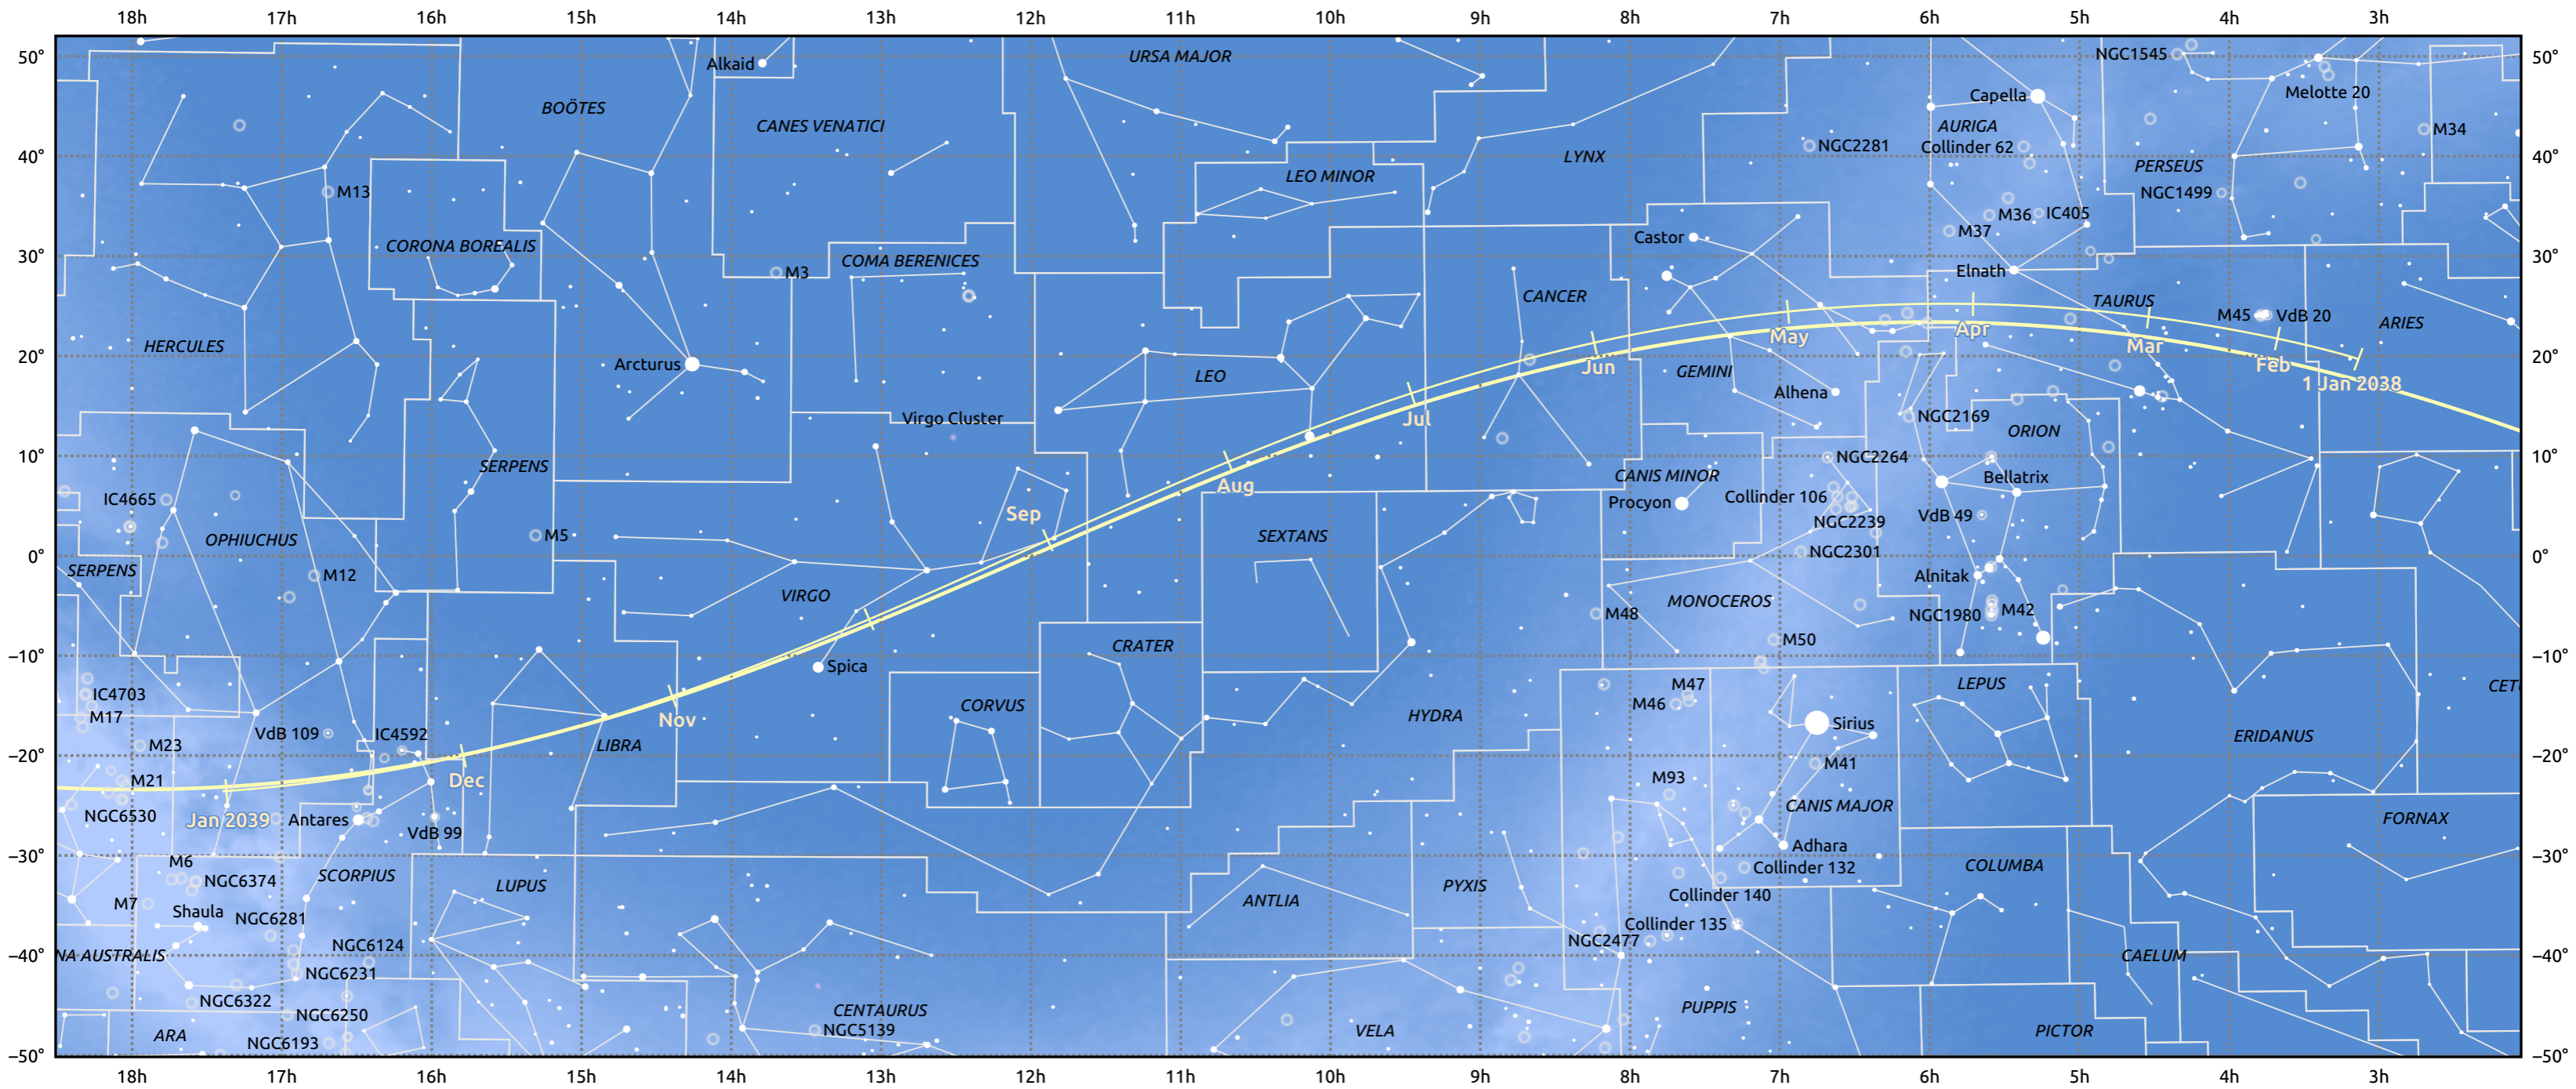 18h 17h 16h 15h 14h 13h 12h 11h 10h 9h 8h 7h 6h 5h 4h 3h
50° Alkaid URSA MAJOR NGC1545 50°
Melotte 20
Capella
BOÖTES
CANES VENATICI AURIGA M34
40° NGC2281 Collinder 62 40°
LYNX PERSEUS
LEO MINOR
M13 NGC1499
M36 IC405
M37
CORONA BOREALIS Castor
30° COMA BERENICES 30°
M3 Elnath
CANCER TAURUS
M45 VdB 20
ARIES
HERCULES May Apr Mar
20° Arcturus LEO Jun GEMINI Feb 20°
1 Jan 2038
Alhena
Virgo Cluster Jul NGC2169
ORION
10° SERPENS NGC2264 10°
CANIS MINOR Bellatrix
Aug
IC4665 Procyon Collinder 106
Sep NGC2239 VdB 49
OPHIUCHUS M5 SEXTANS
0° NGC2301 0°
SERPENS M12 Alnitak
VIRGO MONOCEROS
M48 NGC1980 M42
CRATER M50
−10° Spica −10°
LEPUS
IC4703 M47 CET
M17 CORVUS M46
Nov HYDRA Sirius
VdB 109 IC4592 ERIDANUS
M23 LIBRA
−20° −20°
M21 Dec M93 M41
NGC6530 CANIS MAJOR
Jan 2039 Antares FORNAX
VdB 99
−30° Adhara −30°
M6 COLUMBA
NGC6374 SCORPIUS LUPUS PYXIS Collinder 132
M7 ANTLIA Collinder 140
Shaula
NGC6281 Collinder 135
NGC6124 NGC2477
−40° NA AUSTRALIS CAELUM −40°
NGC6231
NGC6322
CENTAURUS PUPPIS
NGC6250
ARA NGC5139 VELA PICTOR
NGC6193
−50° −50°
18h 17h 16h 15h 14h 13h 12h 11h 10h 9h 8h 7h 6h 5h 4h 3h